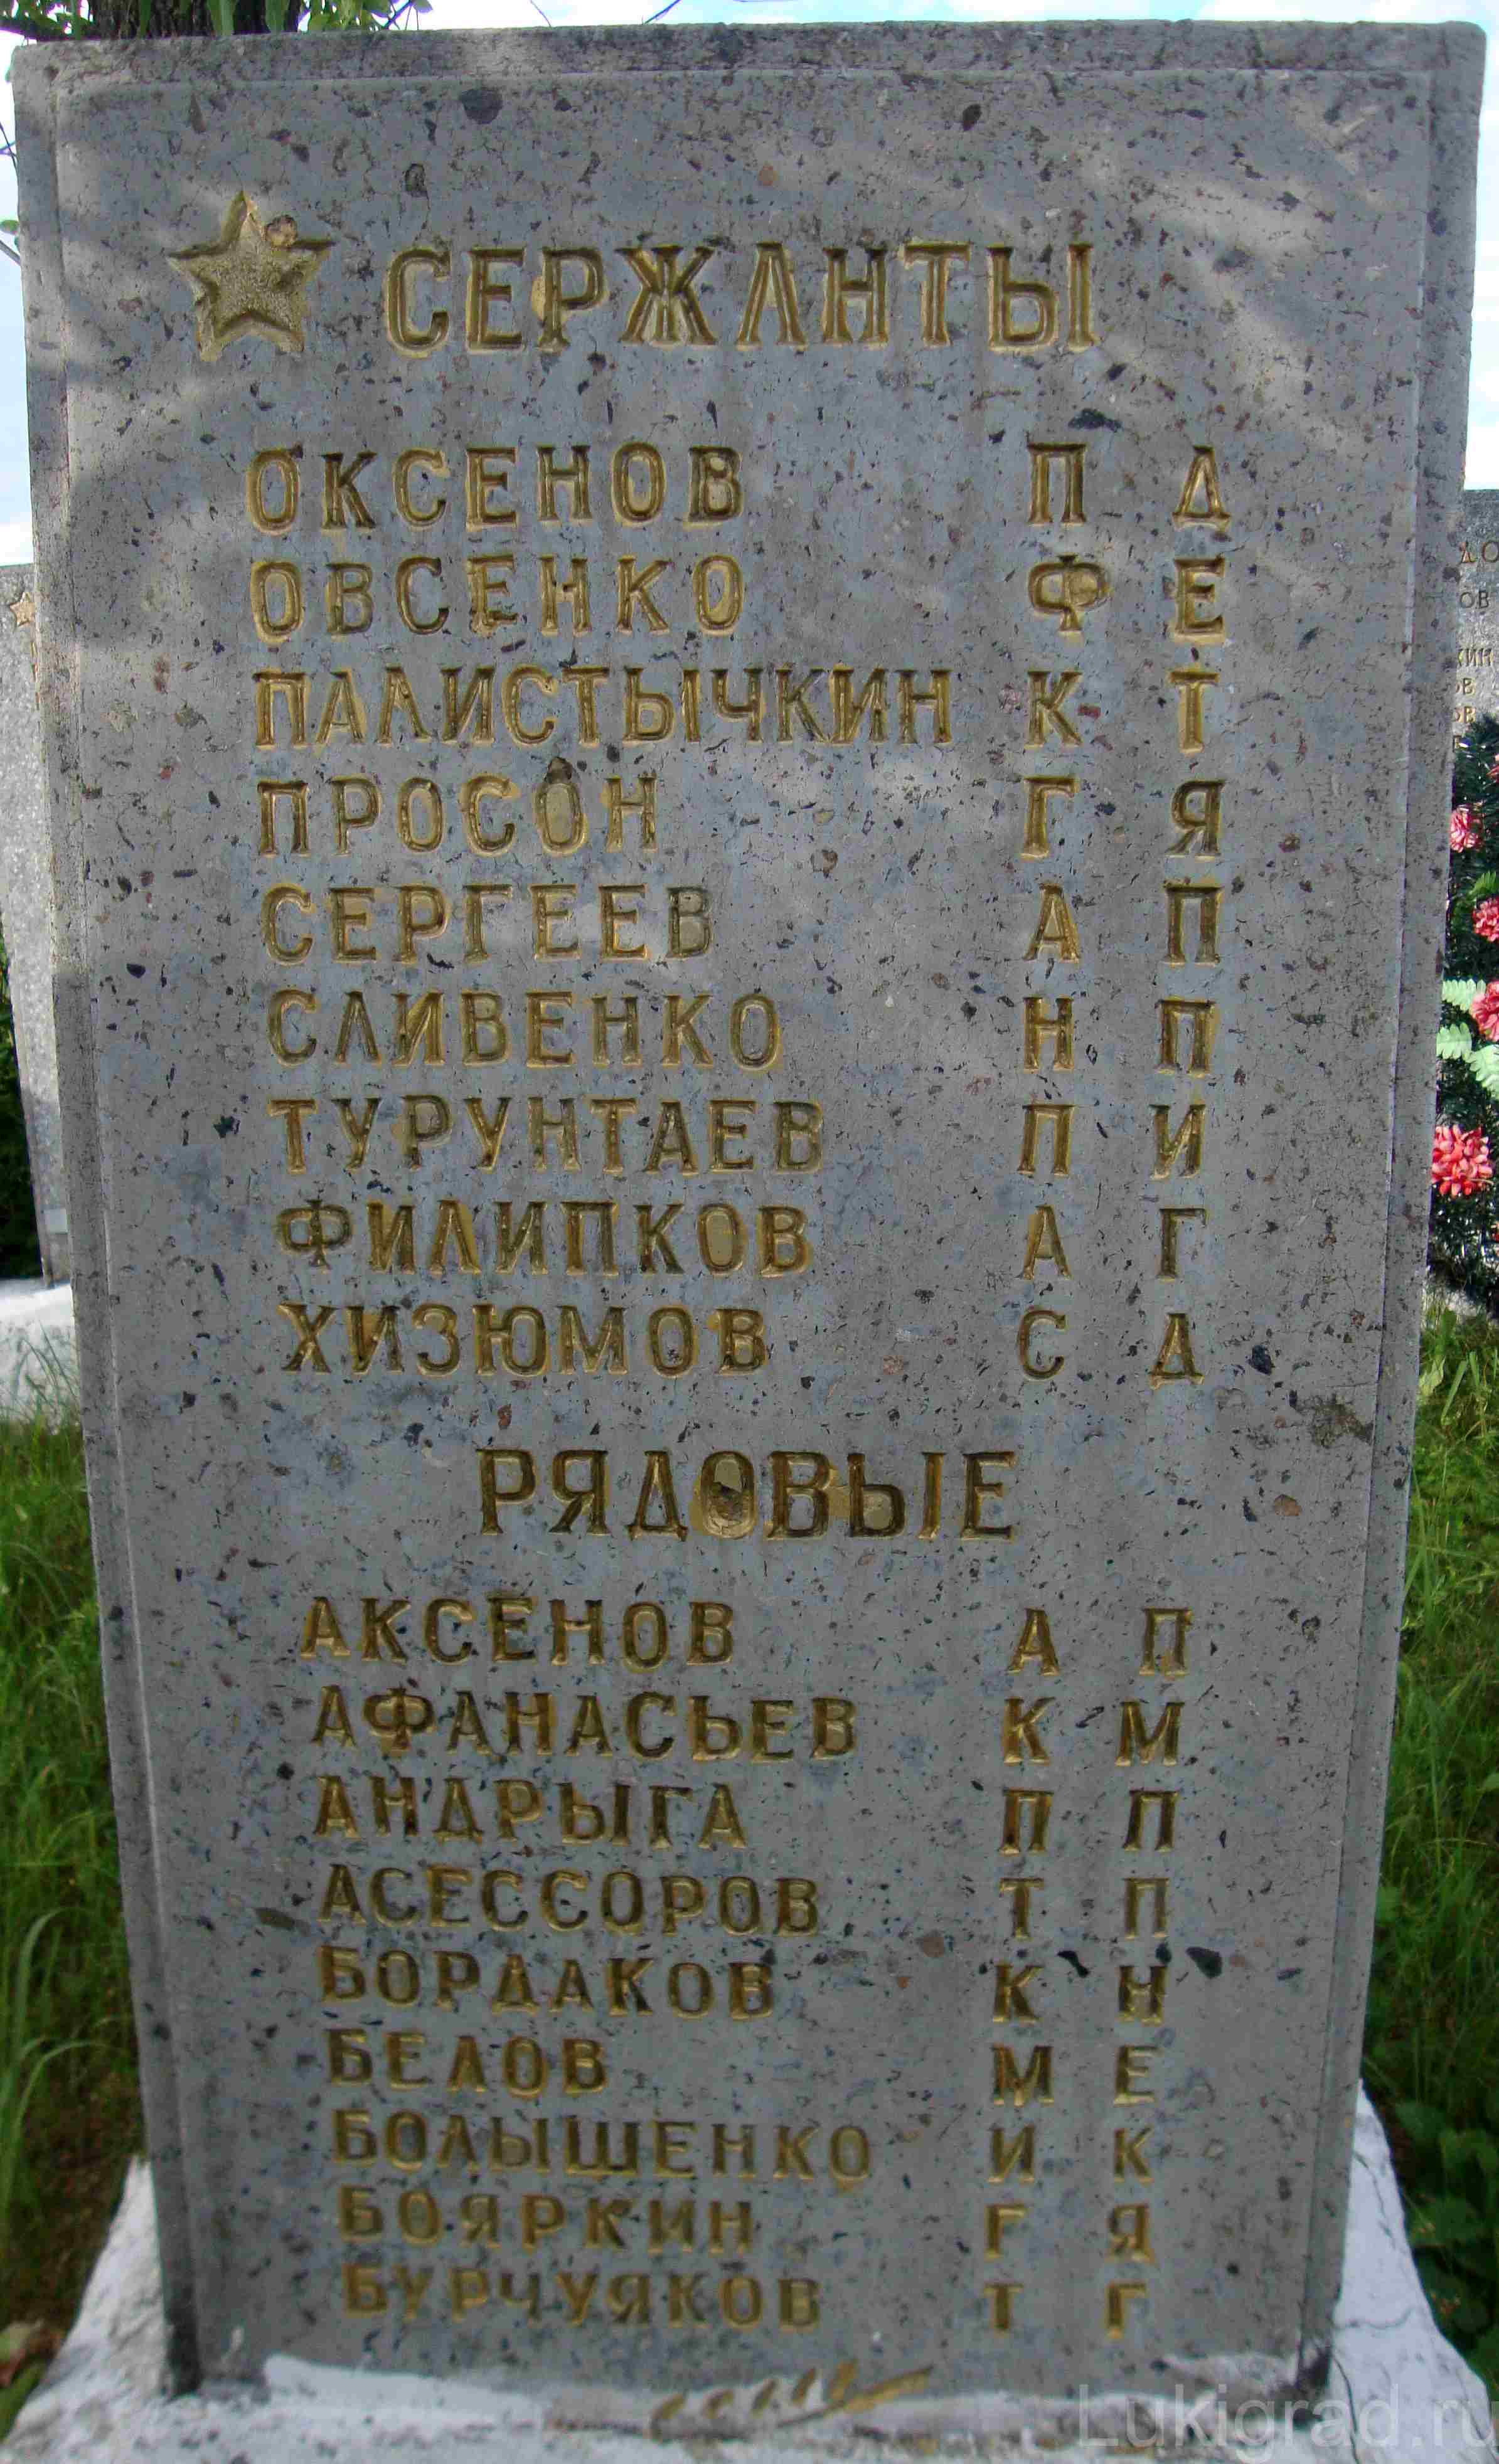 СЕРЖАНТЫ
ОКСЕНОВ П Д
ОВСЕНКО Ф Е
ПАЛИСТЫЧКИН К Т
ПРОСОН Г Я
СЕРГЕЕВ А П
СЛИВЕНКО Н П
ТУРУНТАЕВ П И
ФИЛИПКОВ А Г
ХИЗЮМОВ С Д
РЯДОВЫЕ
АКСЕНОВ А П
АФАНАСЬЕВ К М
АНДРЫГА П П
АСЕССОРОВ Т П
БОРДАКОВ К Н
БЕЛОВ М Е
БОЛЫШЕНКО И К
БОЯРКИН Г Я
БУРЧУЯКОВ Т Г
Lukigrad.ru